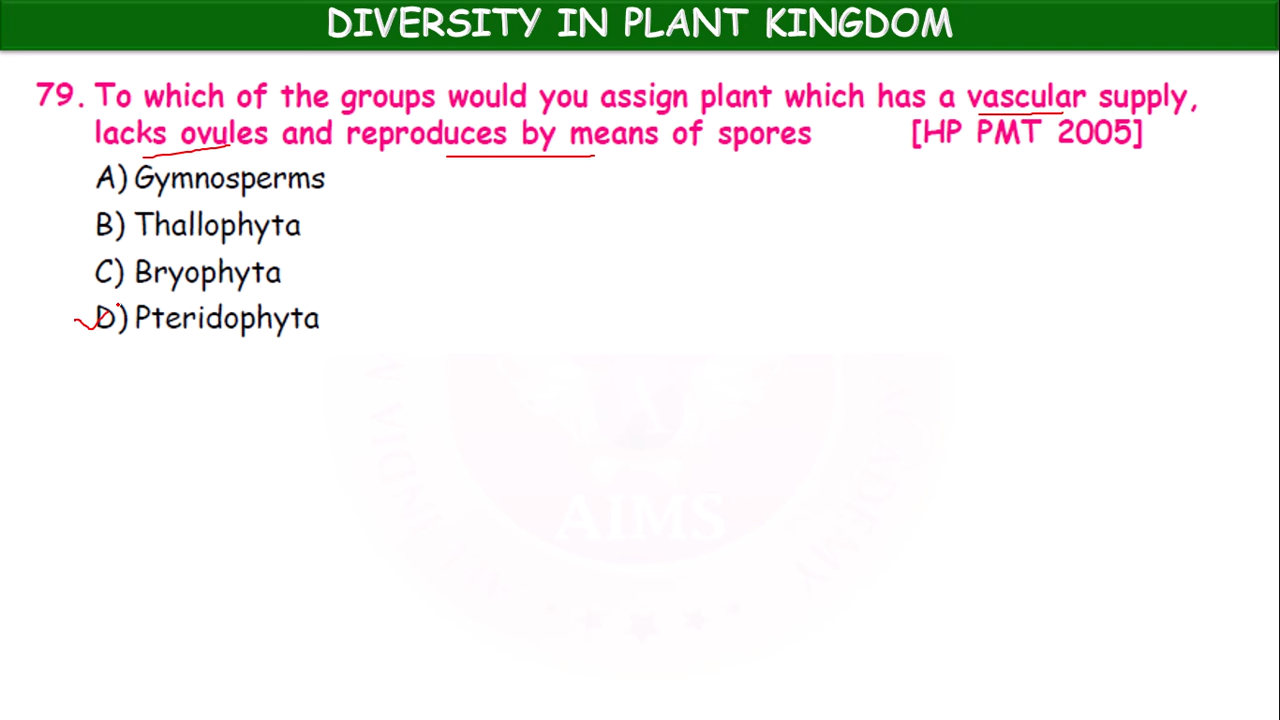 DIVERSITY IN PLANT KINGDOM
79. To which of the groups would you assign plant which has a vascular supply,
lacks ovules and reproduces by means of spores [HP PMT 2005]
A) Gymnosperms
B) Thallophyta
C) Bryophyta
D) Pteridophyta
AIMS